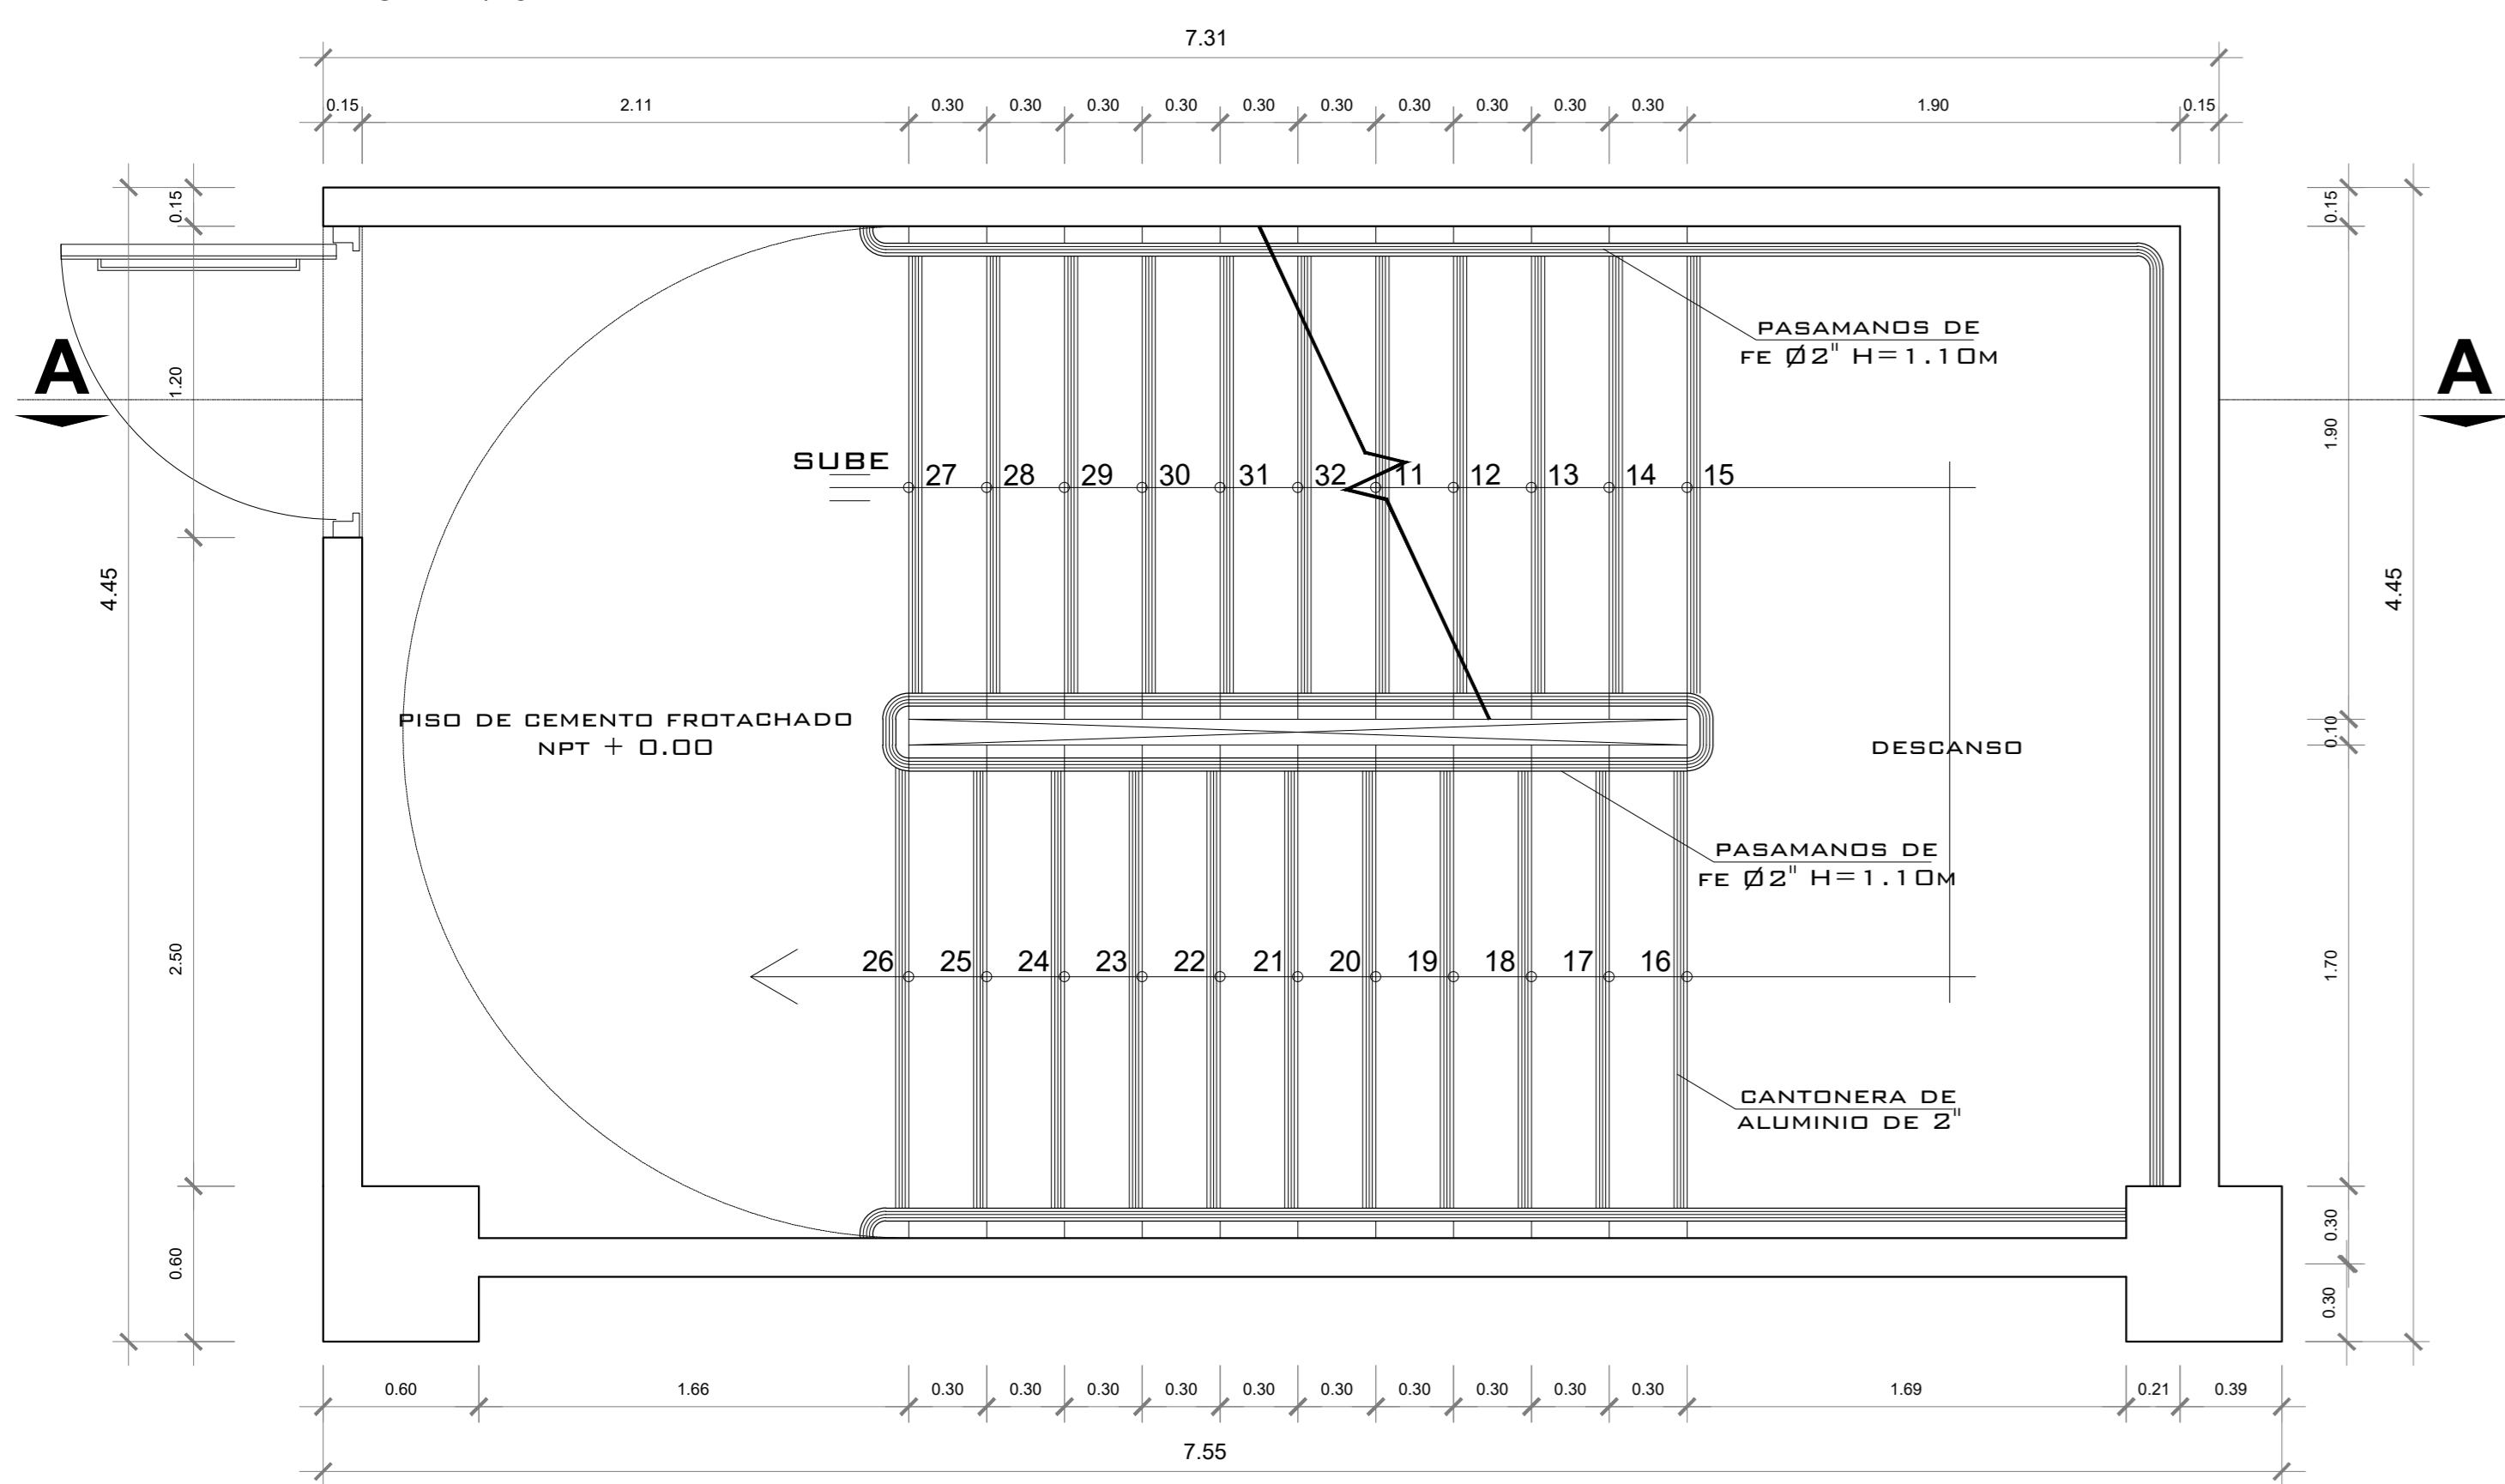 7.31
0.15 2.11 0.30 0.30 0.30 0.30 0.30 0.30 0.30 0.30 0.30 0.30 1.90 0.15
0.15
0.15
PASAMANOS DE
FE Ø2" H=1.10M
A
A
1.20
1.90
SUBE
27 28 29 30 31 32 11 12 13 14 15
4.45
4.45
PISO DE CEMENTO FROTACHADO
NPT + 0.00
0.10
DESCANSO
PASAMANOS DE
FE Ø2" H=1.10M
2.50
26 25 24 23 22 21 20 19 18 17 16
1.70
CANTONERA DE
ALUMINIO DE 2"
0.60
0.30
0.30
0.60 1.66 0.30 0.30 0.30 0.30 0.30 0.30 0.30 0.30 0.30 0.30 1.69 0.21 0.39
7.55